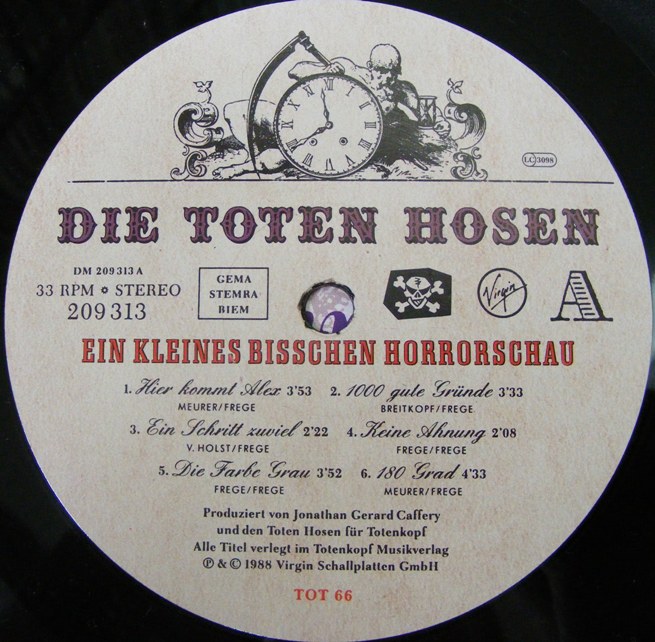 LC 3098
DIE TOTEN HOSEN
DM 209 313 A
33 RPM • STEREO
209 313
GEMA
STEMRA
BIEM
Virgin
A
EIN KLEINES BISSCHEN HORRORSCHAU
1. Hier kommt Alex 3'53 2. 1000 gute Gründe 3'33
MEURER/FREGE BREITKOPF/FREGE
3. Ein Schritt zuviel 2'22 4. Keine Ahnung 2'08
V. HOLST/FREGE FREGE/FREGE
5. Die Farbe Grau 3'52 6. 180 Grad 4'33
FREGE/FREGE MEURER/FREGE
Produziert von Jonathan Gerard Caffery
und den Toten Hosen für Totenkopf
Alle Titel verlegt im Totenkopf Musikverlag
℗ & © 1988 Virgin Schallplatten GmbH
TOT 66